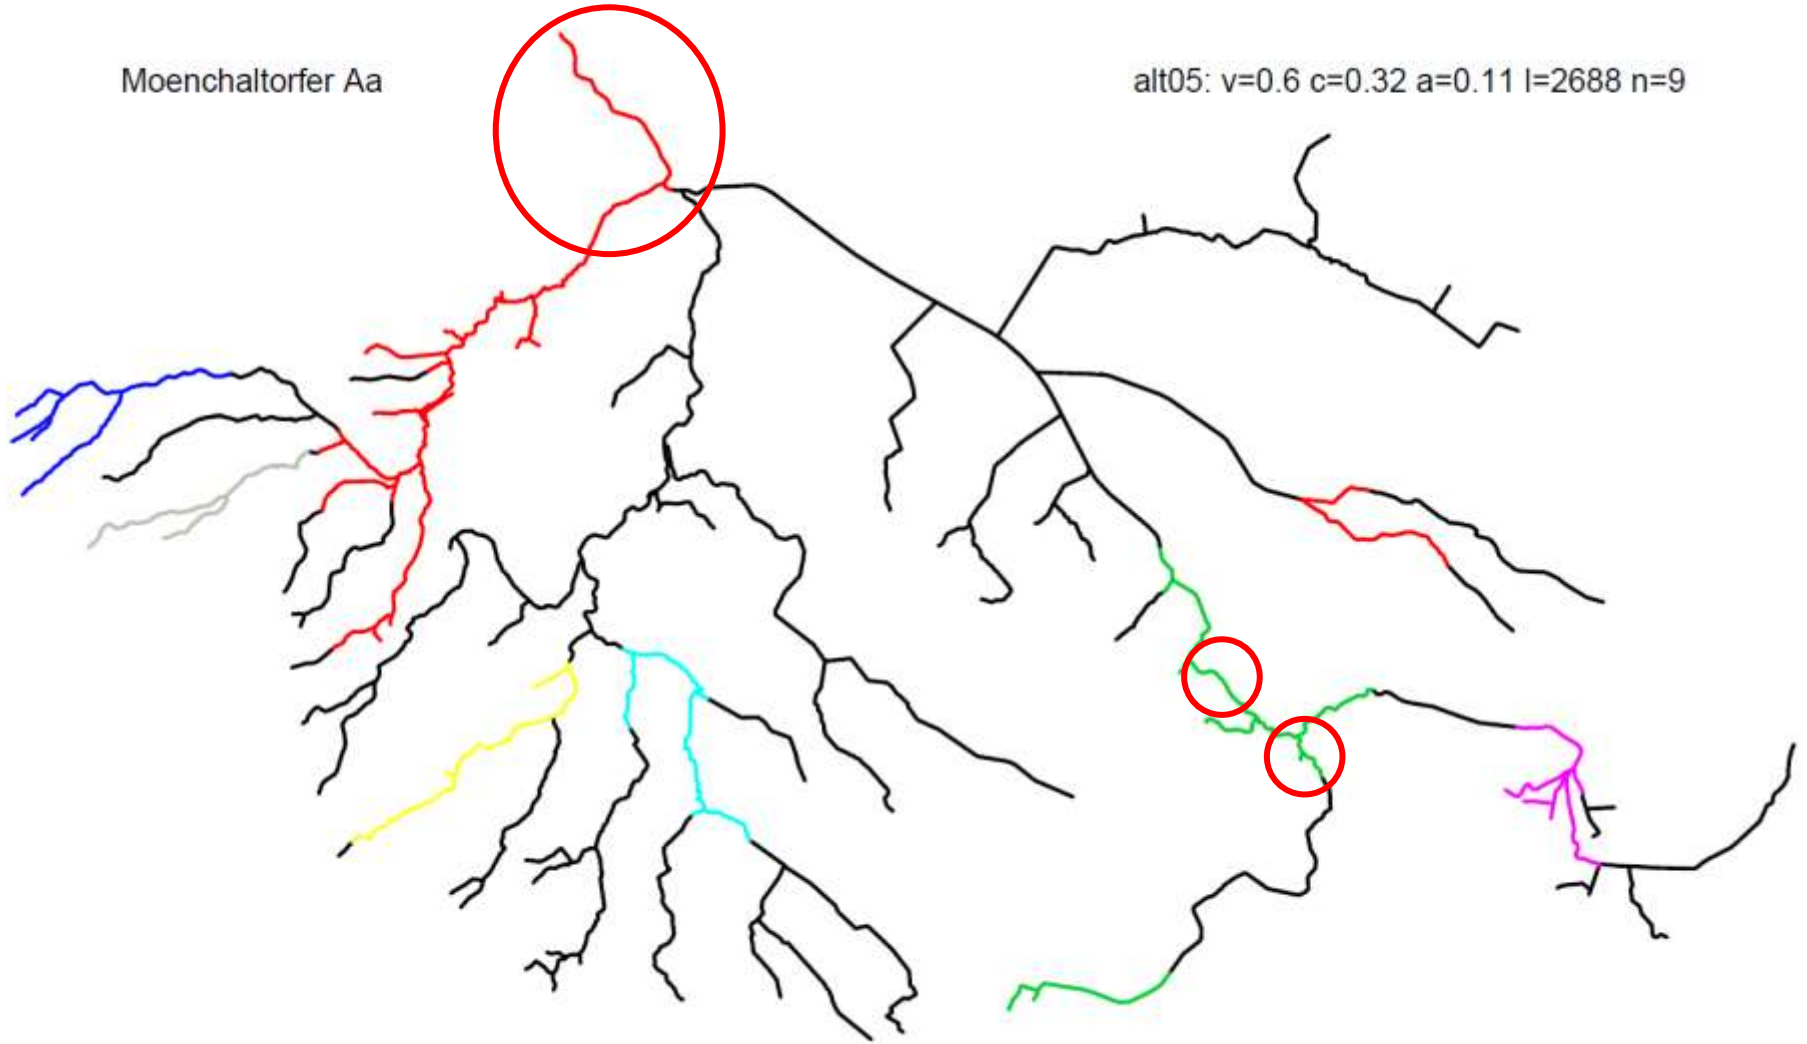 Moenchaltorfer Aa
alt05: v=0.6 c=0.32 a=0.11 l=2688 n=9